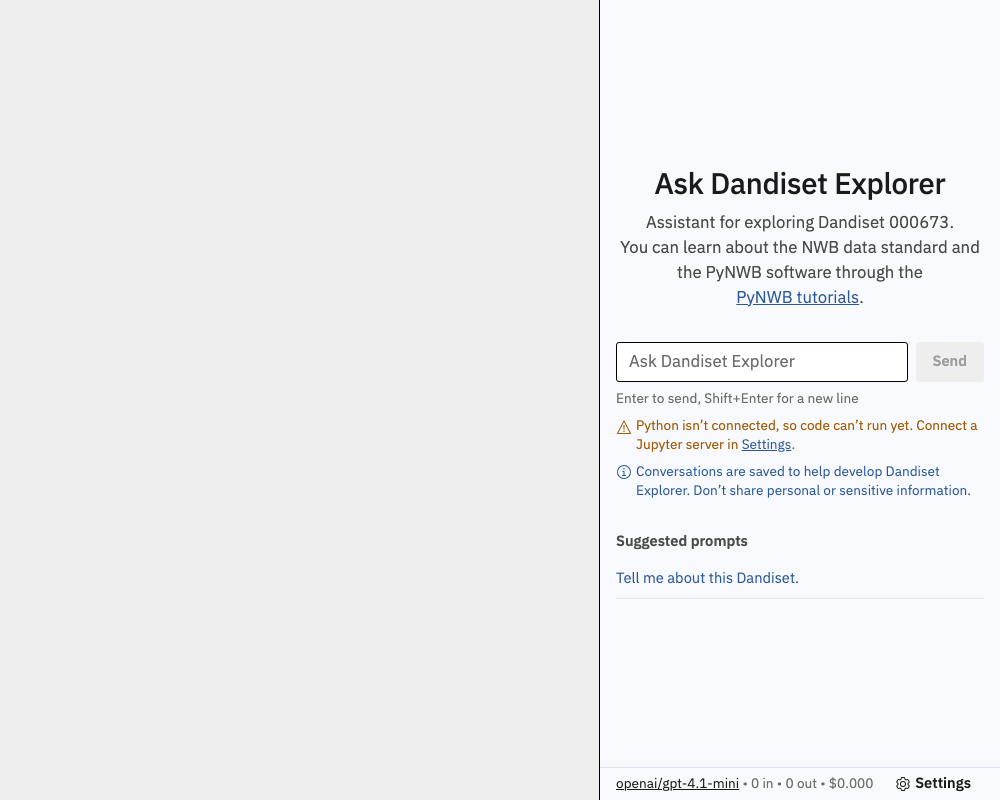 Ask Dandiset Explorer
Assistant for exploring Dandiset 000673.
You can learn about the NWB data standard and
the PyNWB software through the
PyNWB tutorials.
Ask Dandiset Explorer
Send
Enter to send, Shift+Enter for a new line
Python isn’t connected, so code can’t run yet. Connect a
Jupyter server in Settings.
Conversations are saved to help develop Dandiset
Explorer. Don’t share personal or sensitive information.
Suggested prompts
Tell me about this Dandiset.
openai/gpt-4.1-mini • 0 in • 0 out • $0.000
Settings